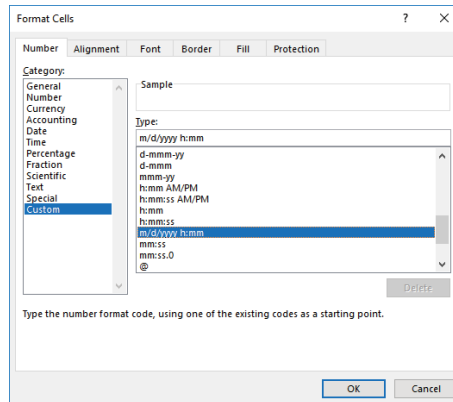 Format Cells
?
Number Alignment Font Border Fill Protection
Category:
General
Number
Currency
Accounting
Date
Time
Percentage
Fraction
Scientific
Text
Special
Custom
Sample
Type:
m/d/yyyy h:mm
d-mmm-yy
d-mmm
mmm-yy
h:mm AM/PM
h:mm:ss AM/PM
h:mm
h:mm:ss
m/d/yyyy h:mm
mm:ss
mm:ss.0
@
Delete
Type the number format code, using one of the existing codes as a starting point.
OK Cancel